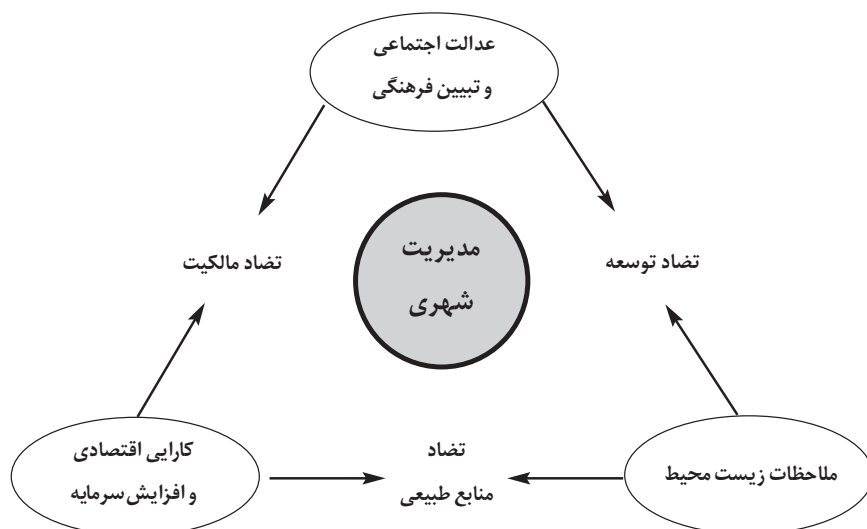 عدالت اجتماعی
و تبیین فرهنگی
تضاد توسعه
مدیریت
شهری
تضاد مالکیت
ملاحظات زیست محیط
تضاد
منابع طبیعی
کارایی اقتصادی
و افزایش سرمایه